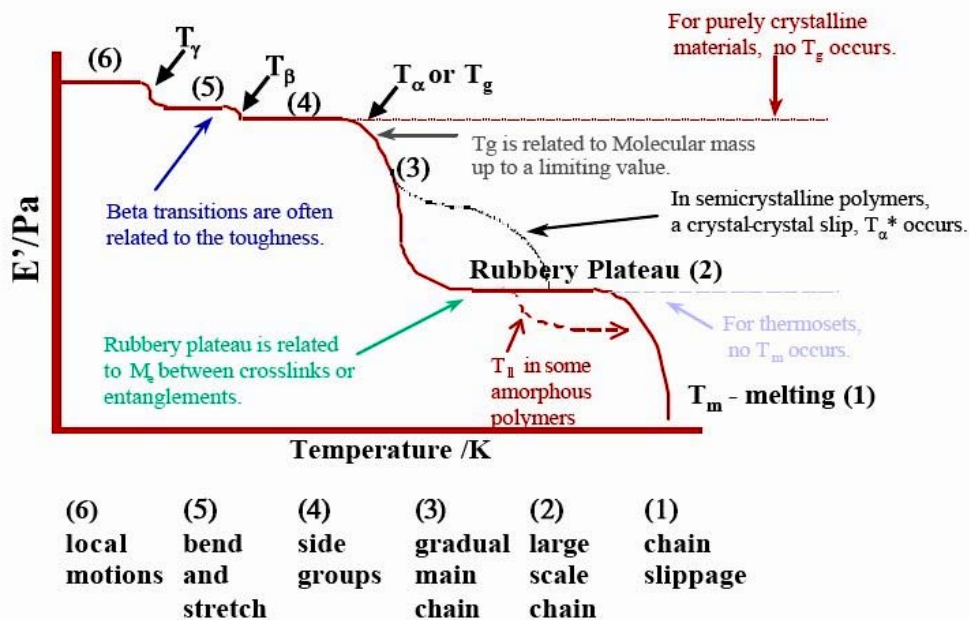 For purely crystalline
materials, no Tg occurs.
(6)
Tγ
(5)
Tβ
(4)
Tα or Tg
Tg is related to Molecular mass
up to a limiting value.
(3)
Beta transitions are often
related to the toughness.
In semicrystalline polymers,
a crystal-crystal slip, Tα* occurs.
E'/Pa
Rubbery Plateau (2)
Rubbery plateau is related
to Me between crosslinks or
entanglements.
For thermosets,
no Tm occurs.
Tll in some
amorphous
polymers
Tm - melting (1)
Temperature /K
(6)
local
motions
(5)
bend
and
stretch
(4)
side
groups
(3)
gradual
main
chain
(2)
large
scale
chain
(1)
chain
slippage